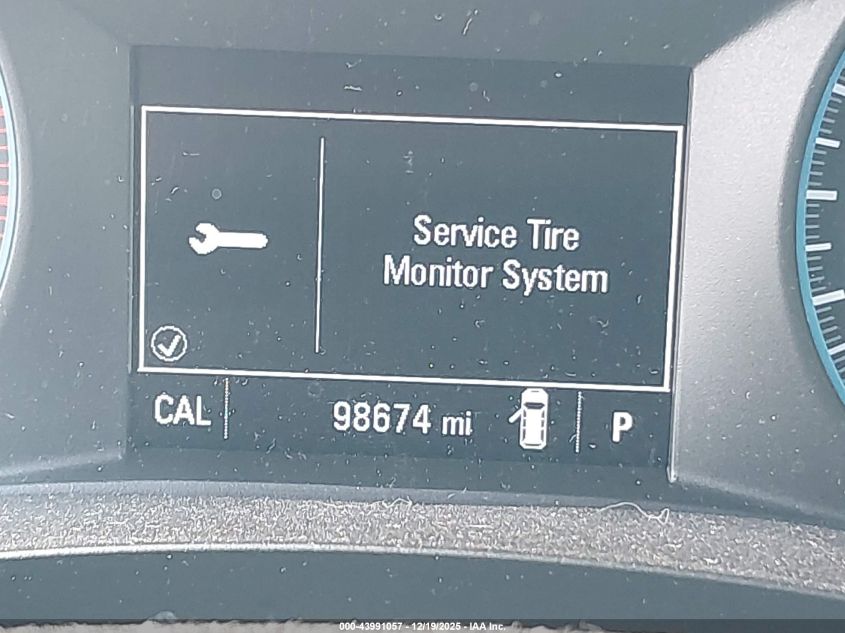 Service Tire
Monitor System
CAL 98674 mi P
000-43991057 - 12/19/2025 - IAA Inc.